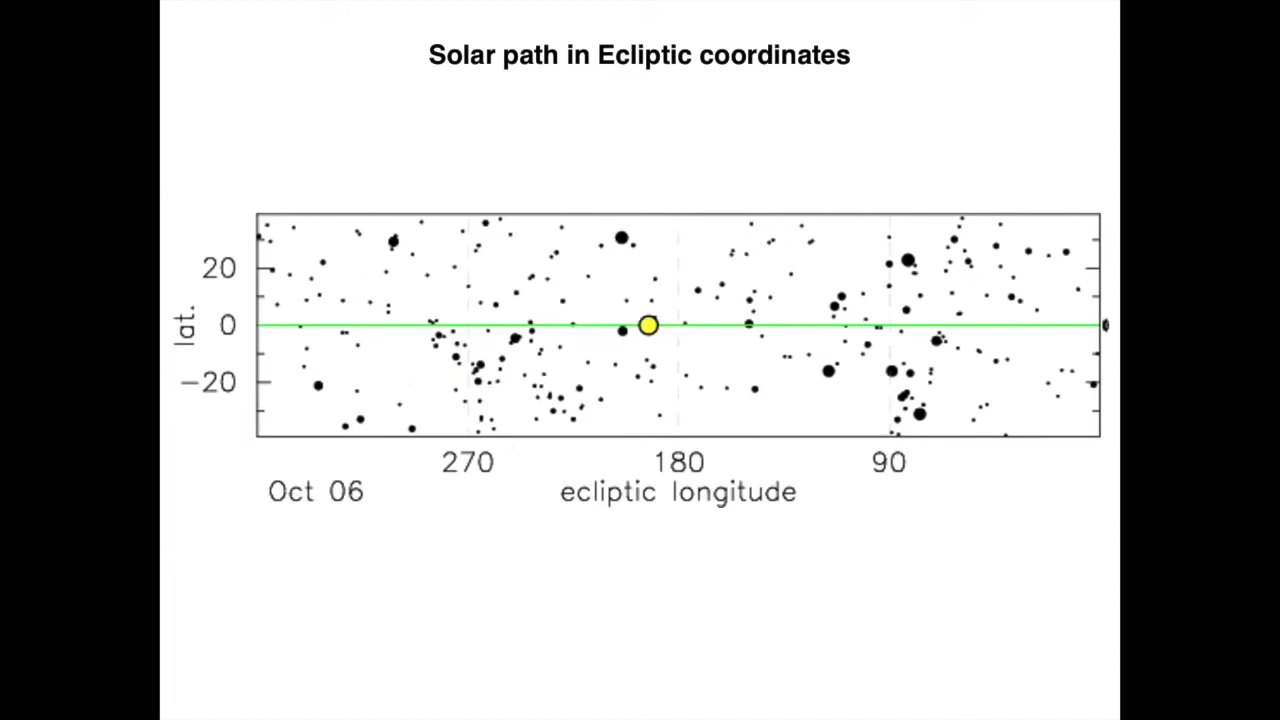 Solar path in Ecliptic coordinates
20
lat.
0
−20
270 180 90
Oct 06 ecliptic longitude